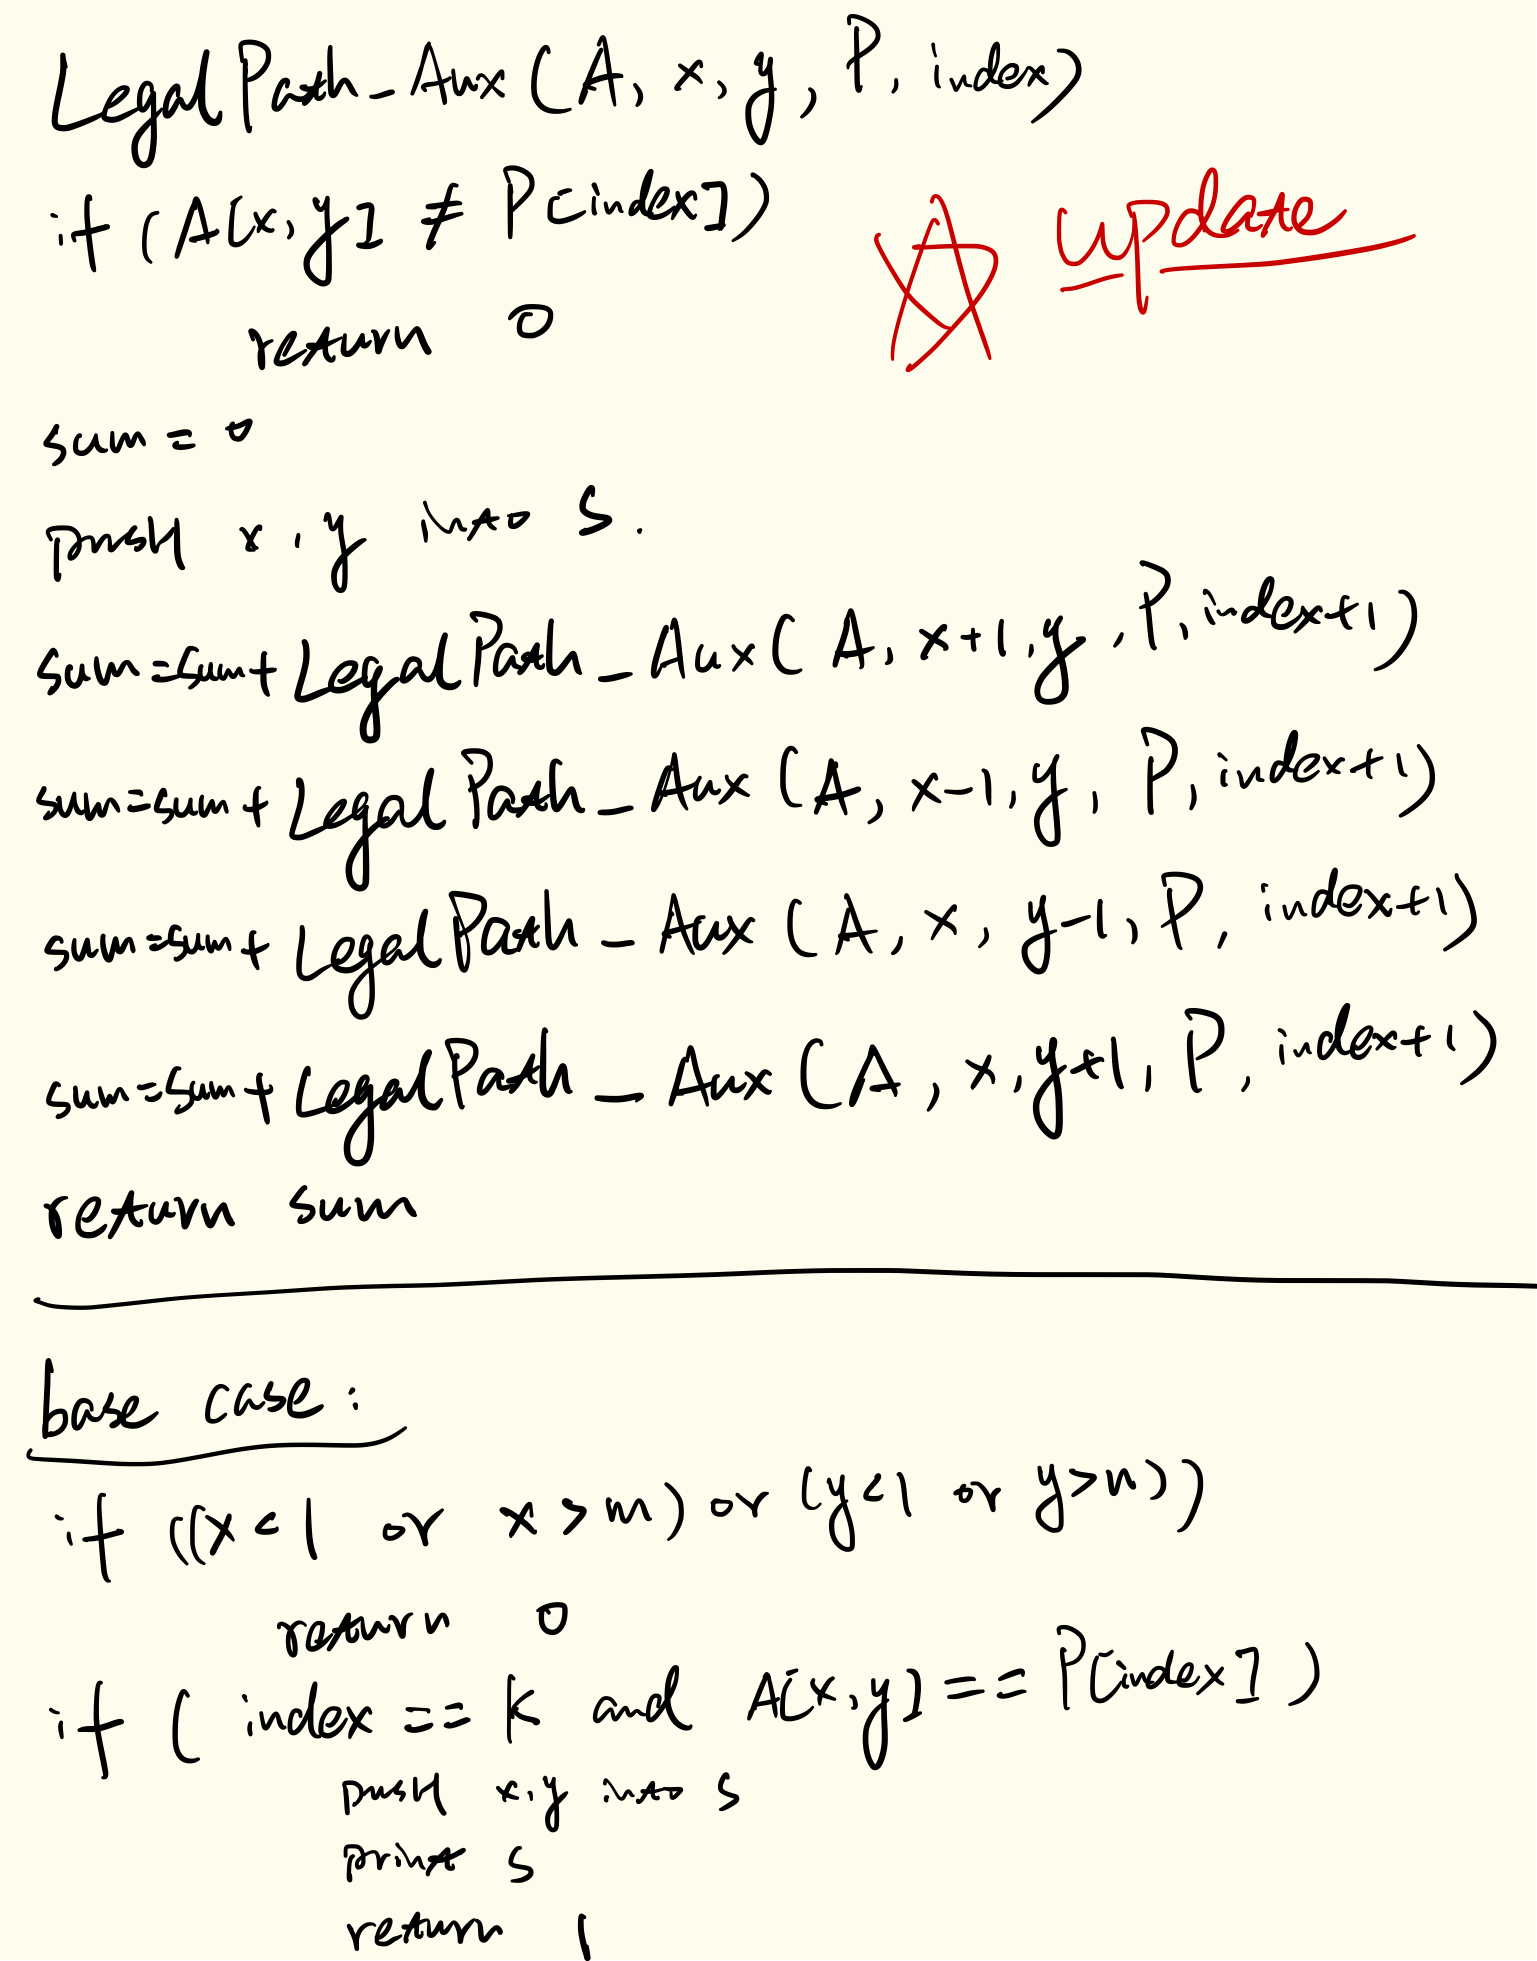 LegalPath_Aux (A, x, y, P, index)
if (A[x, y] ≠ P[index])
return 0
☆ update
sum = 0
push x, y into S.
sum=sum+ LegalPath_Aux (A, x+1, y, P, index+1)
sum=sum+ LegalPath_Aux (A, x-1, y, P, index+1)
sum=sum+ LegalPath_Aux (A, x, y-1, P, index+1)
sum=sum+ LegalPath_Aux (A, x, y+1, P, index+1)
return sum
base case:
if ((x<1 or x>m) or (y<1 or y>n))
return 0
if (index == k and A[x,y] == P[index])
push x,y into S
print S
return 1